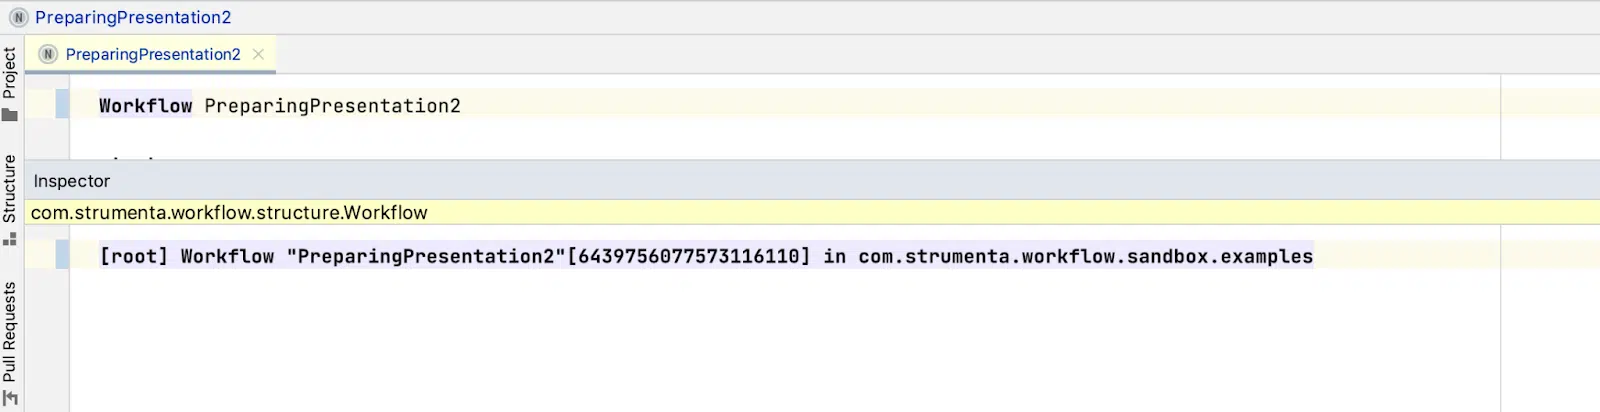 N PreparingPresentation2
N PreparingPresentation2
Project
Workflow PreparingPresentation2
Structure
Inspector
com.strumenta.workflow.structure.Workflow
[root] Workflow "PreparingPresentation2"[6439756077573116110] in com.strumenta.workflow.sandbox.examples
Pull Requests